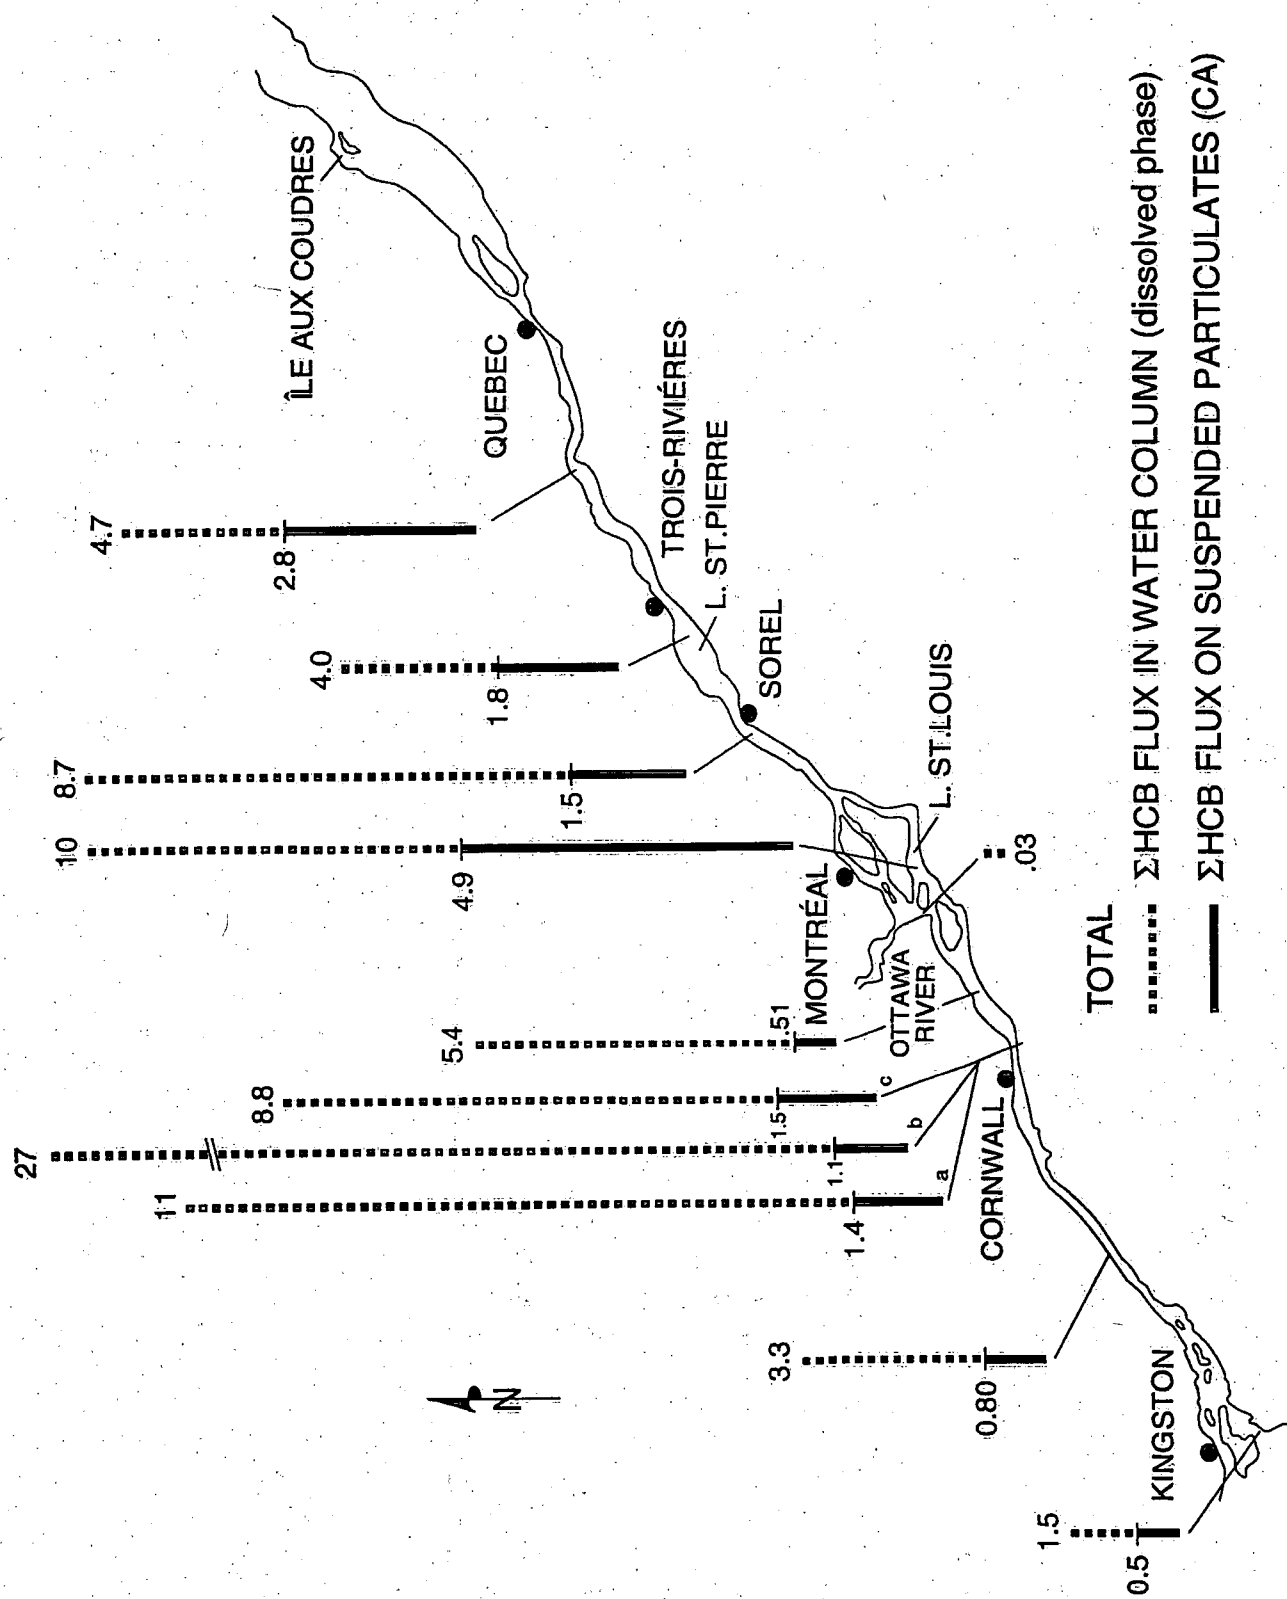 ÎLE AUX COUDRES
QUEBEC
TROIS-RIVIÉRES
L. ST.PIERRE
SOREL
L. ST.LOUIS
MONTRÉAL
OTTAWA
RIVER
CORNWALL
KINGSTON
N
1.5
0.5
3.3
0.80
11
1.4
a
27
1.1
b
8.8
1.5
c
5.4
.51
.03
10
4.9
8.7
1.5
4.0
1.8
4.7
2.8
TOTAL
ΣHCB FLUX IN WATER COLUMN (dissolved phase)
ΣHCB FLUX ON SUSPENDED PARTICULATES (CA)